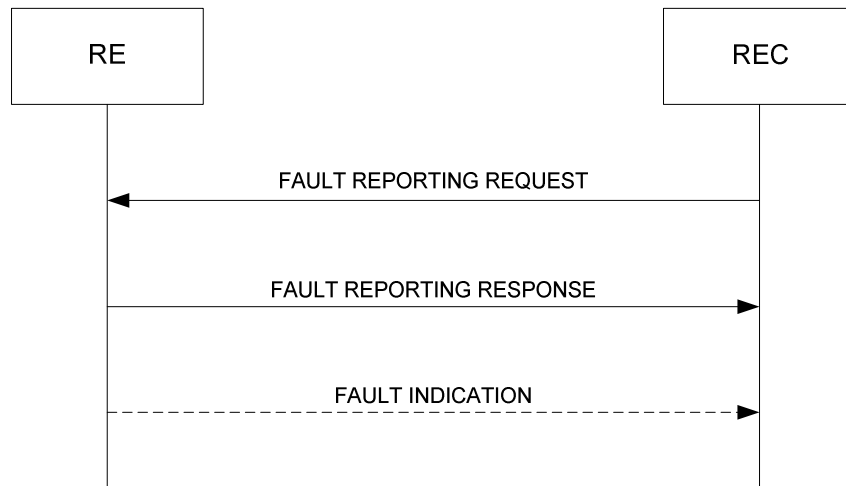 RE
REC
FAULT REPORTING REQUEST
FAULT REPORTING RESPONSE
FAULT INDICATION